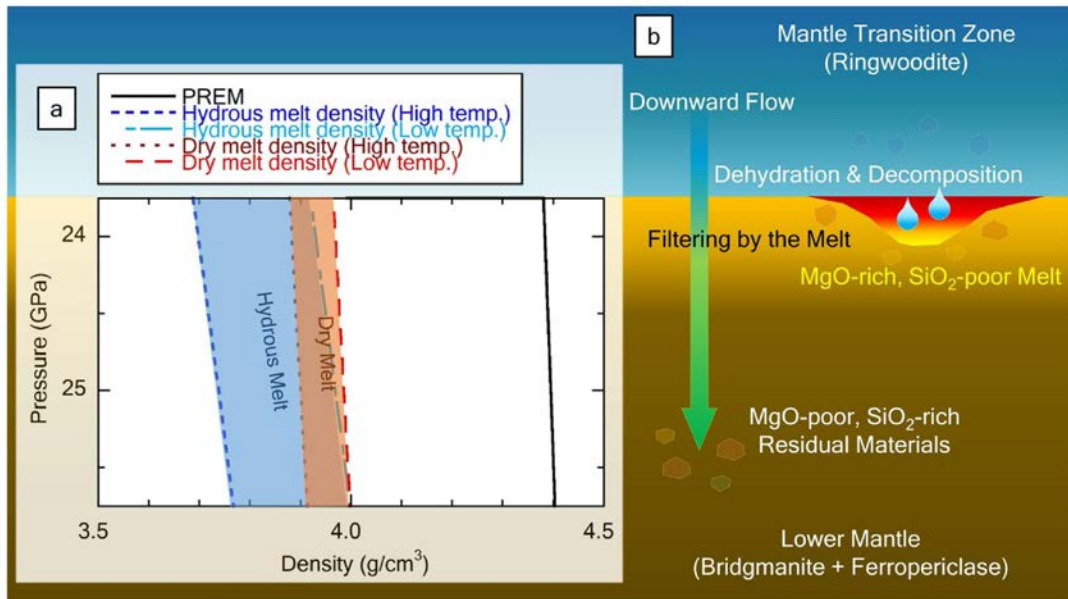 a
PREM
Hydrous melt density (High temp.)
Hydrous melt density (Low temp.)
Dry melt density (High temp.)
Dry melt density (Low temp.)
24
25
Pressure (GPa)
Hydrous Melt
Dry Melt
3.5
4.0
4.5
Density (g/cm³)
b
Mantle Transition Zone
(Ringwoodite)
Downward Flow
Dehydration & Decomposition
Filtering by the Melt
MgO-rich, SiO₂-poor Melt
MgO-poor, SiO₂-rich
Residual Materials
Lower Mantle
(Bridgmanite + Ferropericlase)